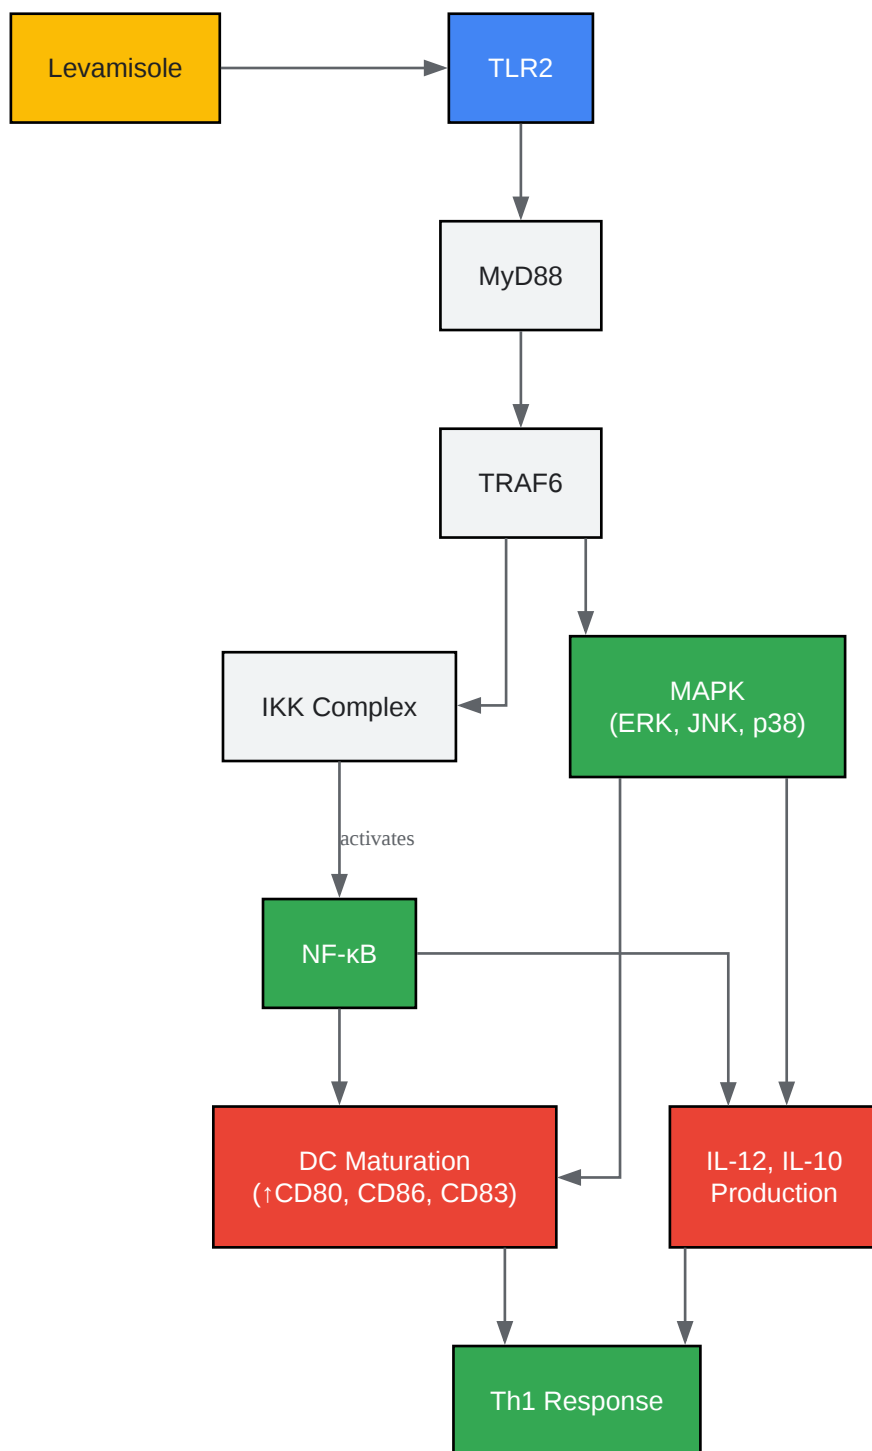 Levamisole
TLR2
MyD88
TRAF6
IKK Complex
MAPK
(ERK, JNK, p38)
activates
NF-κB
DC Maturation
(↑CD80, CD86, CD83)
IL-12, IL-10
Production
Th1 Response